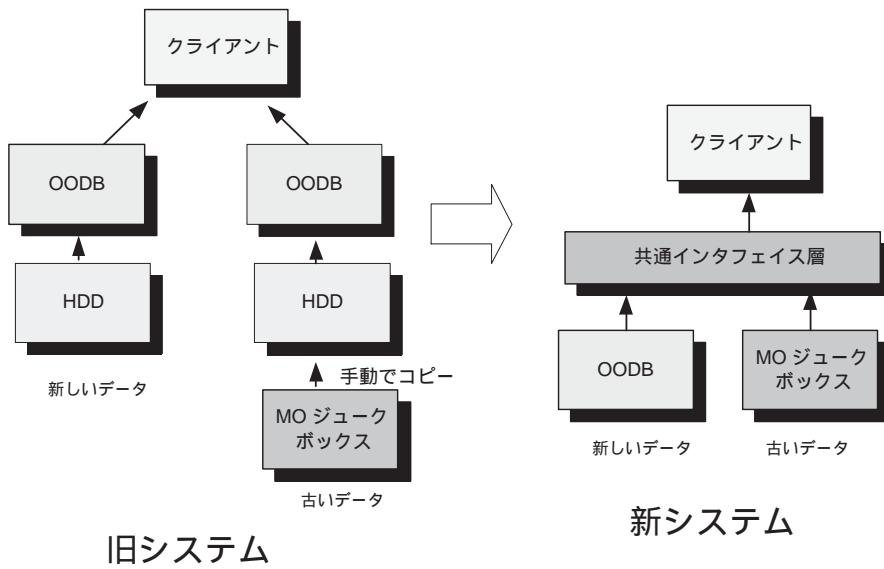 クライアント
OODB
OODB
HDD
HDD
新しいデータ
手動でコピー
MO ジューク
ボックス
古いデータ
旧システム
クライアント
共通インタフェイス層
OODB
MO ジューク
ボックス
新しいデータ
古いデータ
新システム